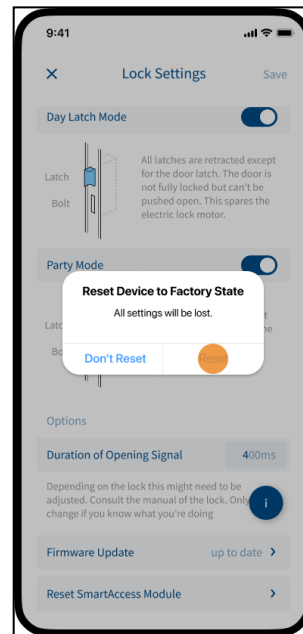 9:41
Lock Settings
Save
Day Latch Mode
Latch
Bolt
All latches are retracted except
for the door latch. The door is
not fully locked but can't be
pushed open. This spares the
electric lock motor.
Party Mode
Reset Device to Factory State
All settings will be lost.
Don't Reset
Reset
Options
Duration of Opening Signal
400ms
Depending on the lock this might need to be
adjusted. Consult the manual of the lock. Only
change if you know what you're doing
i
Firmware Update
up to date
Reset SmartAccess Module